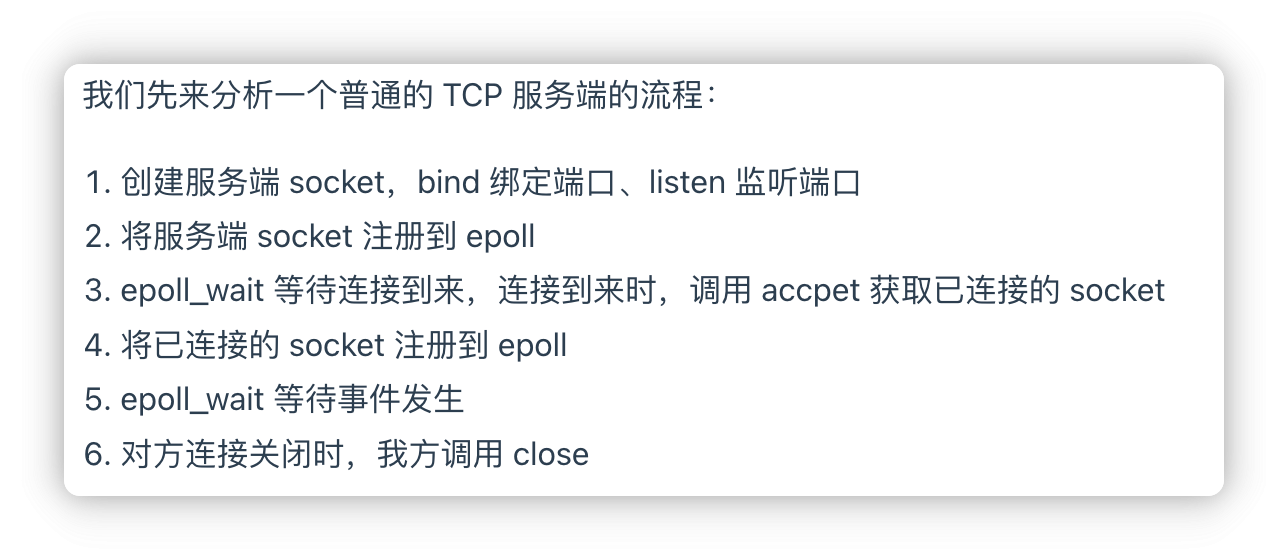 我们先来分析一个普通的 TCP 服务端的流程：
1. 创建服务端 socket，bind 绑定端口、listen 监听端口
2. 将服务端 socket 注册到 epoll
3. epoll_wait 等待连接到来，连接到来时，调用 accpet 获取已连接的 socket
4. 将已连接的 socket 注册到 epoll
5. epoll_wait 等待事件发生
6. 对方连接关闭时，我方调用 close